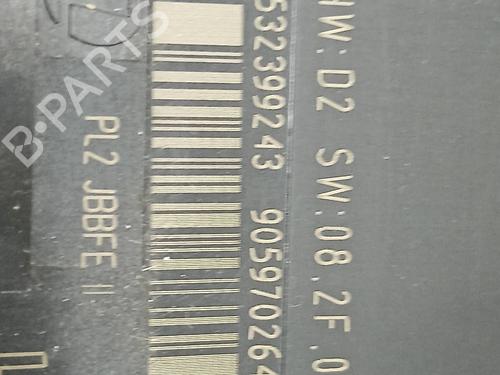 HW:D2 SW:08.2F.0
532399243 905970264
PL2 JBBFE II
B-PARTS